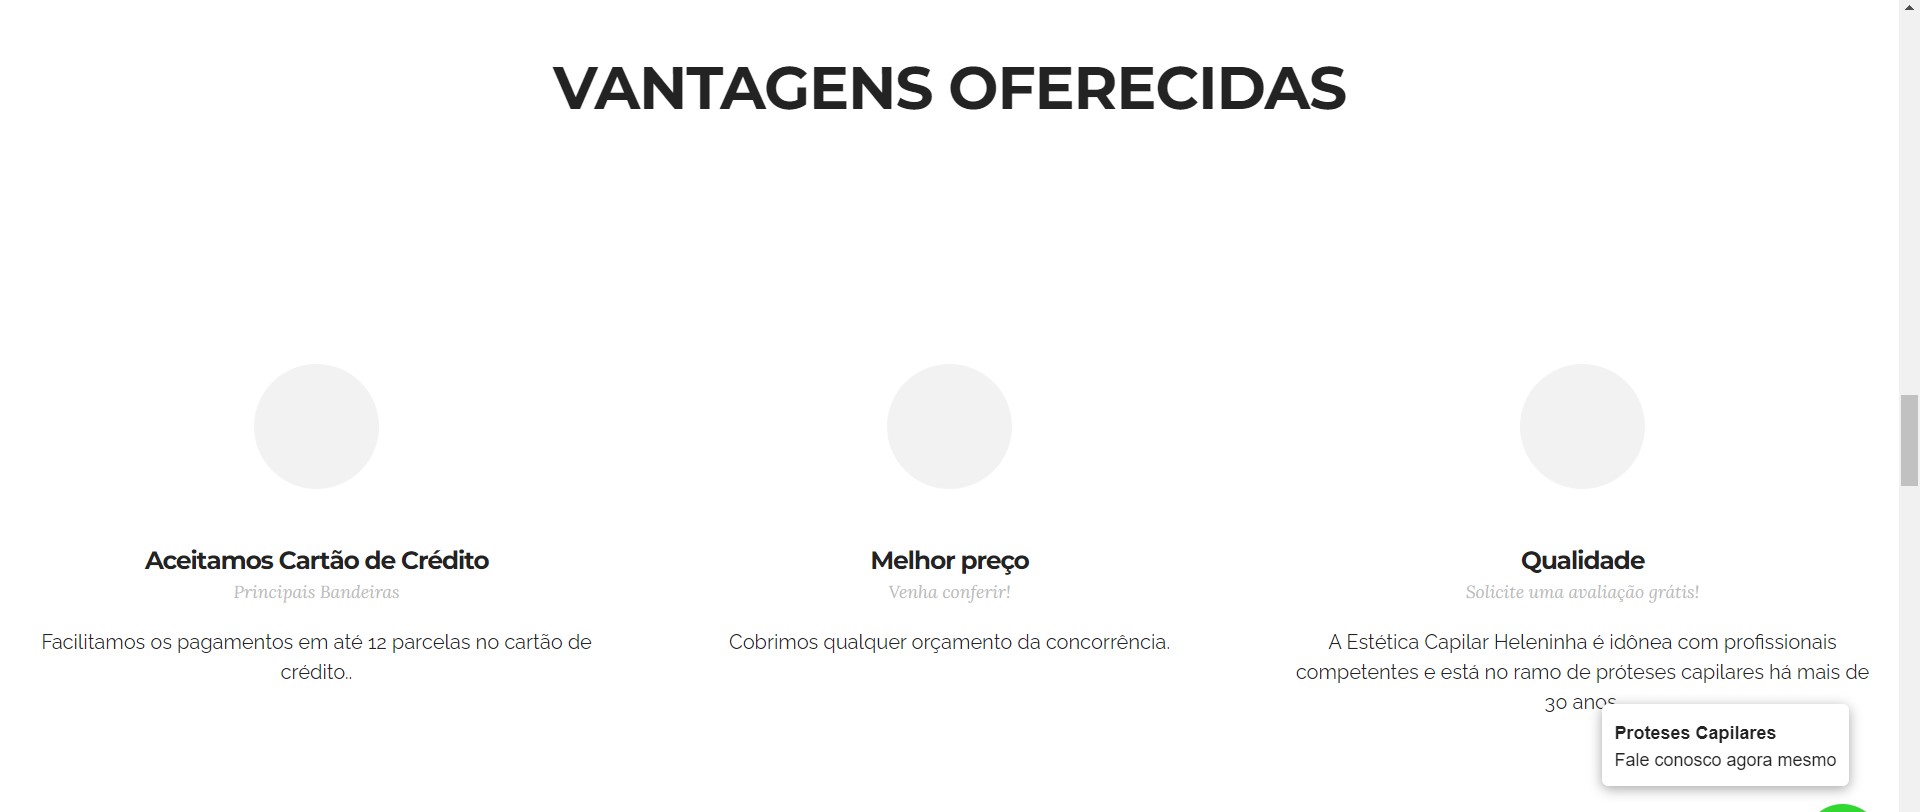 VANTAGENS OFERECIDAS
Aceitamos Cartão de Crédito
Principais Bandeiras
Facilitamos os pagamentos em até 12 parcelas no cartão de
crédito..
Melhor preço
Venha conferir!
Cobrimos qualquer orçamento da concorrência.
Qualidade
Solicite uma avaliação grátis!
A Estética Capilar Heleninha é idônea com profissionais
competentes e está no ramo de próteses capilares há mais de
30 anos
Proteses Capilares
Fale conosco agora mesmo